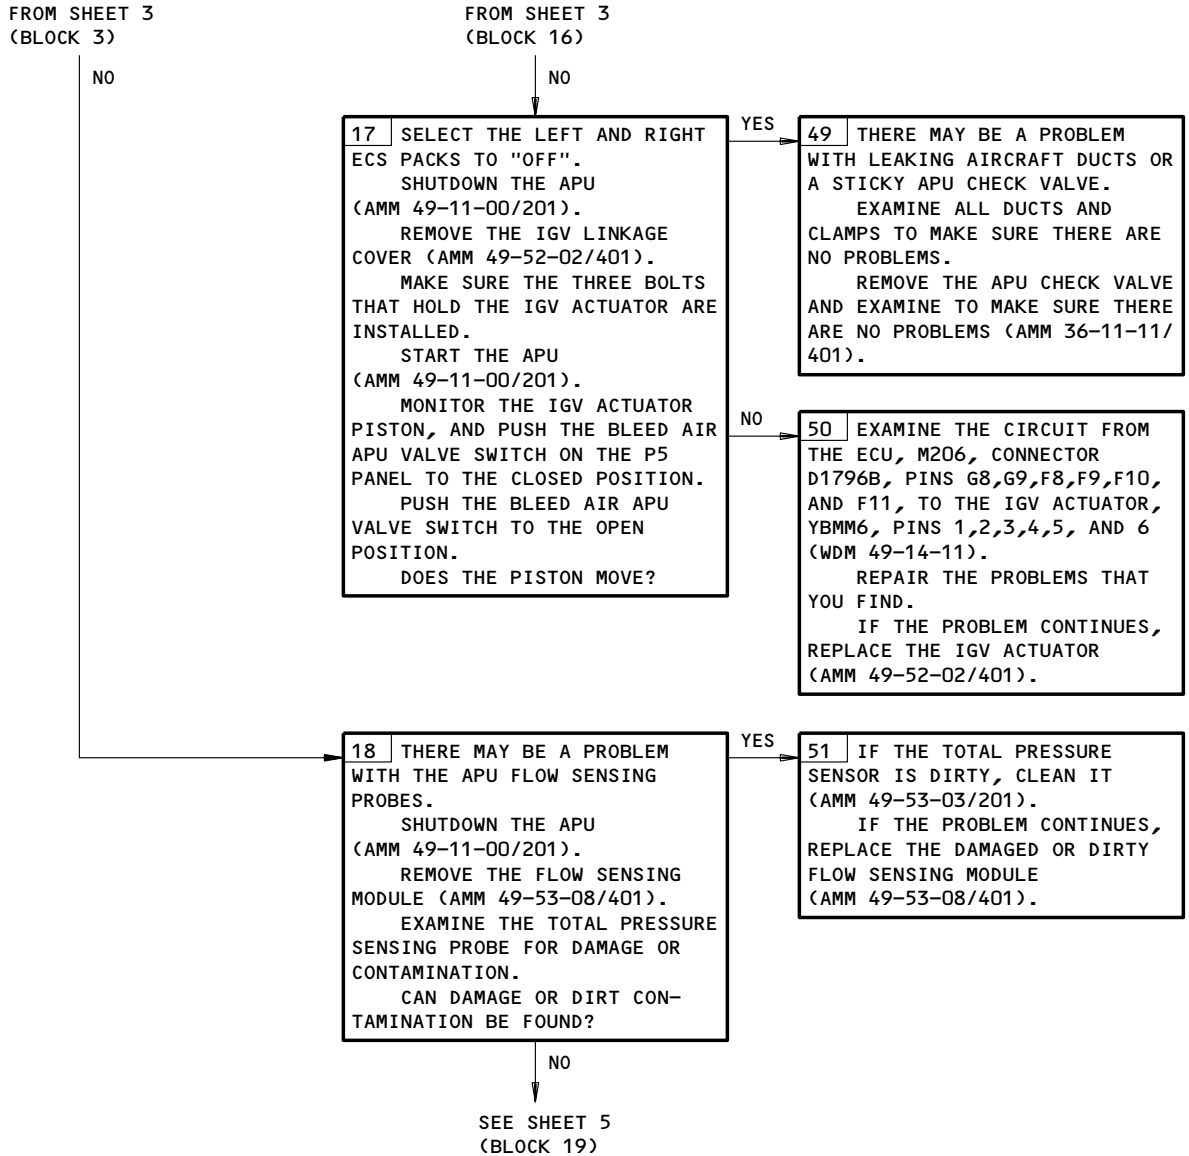 FROM SHEET 3
(BLOCK 3)
NO
FROM SHEET 3
(BLOCK 16)
NO
17 SELECT THE LEFT AND RIGHT
ECS PACKS TO "OFF".
SHUTDOWN THE APU
(AMM 49-11-00/201).
REMOVE THE IGV LINKAGE
COVER (AMM 49-52-02/401).
MAKE SURE THE THREE BOLTS
THAT HOLD THE IGV ACTUATOR ARE
INSTALLED.
START THE APU
(AMM 49-11-00/201).
MONITOR THE IGV ACTUATOR
PISTON, AND PUSH THE BLEED AIR
APU VALVE SWITCH ON THE P5
PANEL TO THE CLOSED POSITION.
PUSH THE BLEED AIR APU
VALVE SWITCH TO THE OPEN
POSITION.
DOES THE PISTON MOVE?
YES
49 THERE MAY BE A PROBLEM
WITH LEAKING AIRCRAFT DUCTS OR
A STICKY APU CHECK VALVE.
EXAMINE ALL DUCTS AND
CLAMPS TO MAKE SURE THERE ARE
NO PROBLEMS.
REMOVE THE APU CHECK VALVE
AND EXAMINE TO MAKE SURE THERE
ARE NO PROBLEMS (AMM 36-11-11/
401).
NO
50 EXAMINE THE CIRCUIT FROM
THE ECU, M206, CONNECTOR
D1796B, PINS G8,G9,F8,F9,F10,
AND F11, TO THE IGV ACTUATOR,
YBMM6, PINS 1,2,3,4,5, AND 6
(WDM 49-14-11).
REPAIR THE PROBLEMS THAT
YOU FIND.
IF THE PROBLEM CONTINUES,
REPLACE THE IGV ACTUATOR
(AMM 49-52-02/401).
18 THERE MAY BE A PROBLEM
WITH THE APU FLOW SENSING
PROBES.
SHUTDOWN THE APU
(AMM 49-11-00/201).
REMOVE THE FLOW SENSING
MODULE (AMM 49-53-08/401).
EXAMINE THE TOTAL PRESSURE
SENSING PROBE FOR DAMAGE OR
CONTAMINATION.
CAN DAMAGE OR DIRT CON-
TAMINATION BE FOUND?
YES
51 IF THE TOTAL PRESSURE
SENSOR IS DIRTY, CLEAN IT
(AMM 49-53-03/201).
IF THE PROBLEM CONTINUES,
REPLACE THE DAMAGED OR DIRTY
FLOW SENSING MODULE
(AMM 49-53-08/401).
NO
SEE SHEET 5
(BLOCK 19)